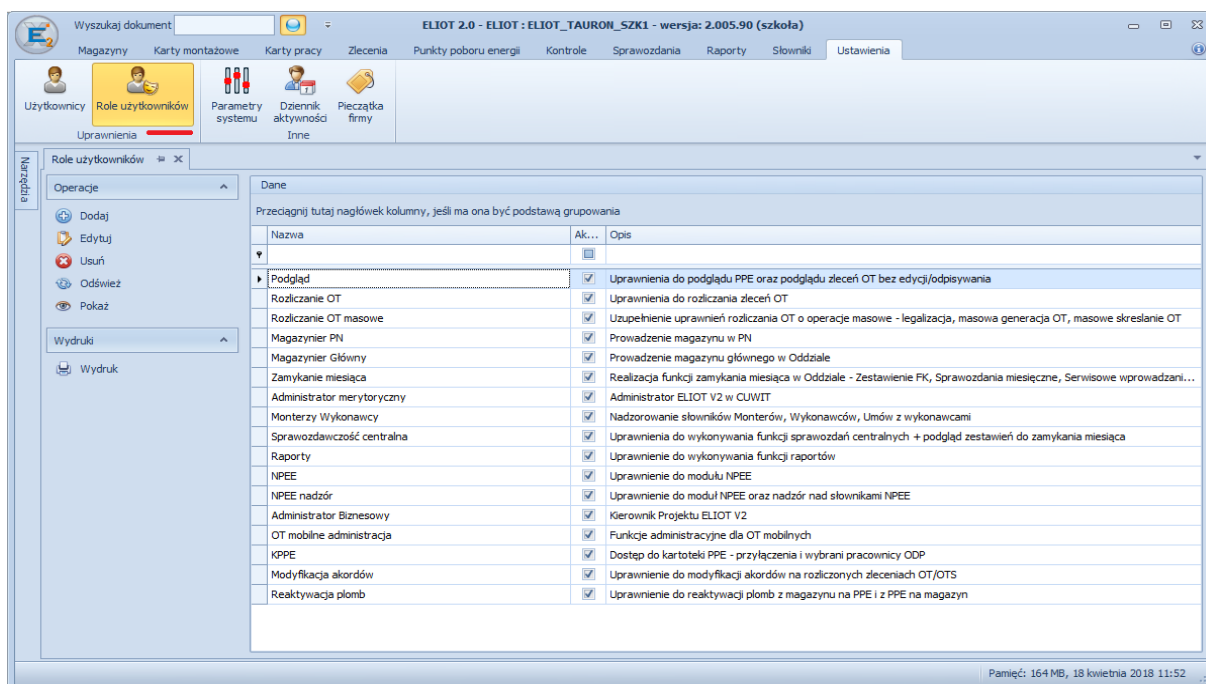 Wyszukaj dokument
ELIOT 2.0 - ELIOT : ELIOT_TAURON_SZK1 - wersja: 2.005.90 (szkoła)
Magazyny Karty montażowe Karty pracy Zlecenia Punkty poboru energii Kontrole Sprawozdania Raporty Słowniki Ustawienia
Użytkownicy Role użytkowników Parametry systemu Dziennik aktywności Pieczątka firmy
Uprawnienia Inne
Narzędzia
Role użytkowników
Operacje
Dodaj
Edytuj
Usuń
Odśwież
Pokaż
Wydruki
Wydruk
Dane
Przeciągnij tutaj nagłówek kolumny, jeśli ma ona być podstawą grupowania
Nazwa Ak... Opis
Podgląd Uprawnienia do podglądu PPE oraz podglądu zleceń OT bez edycji/odpisywania
Rozliczanie OT Uprawnienia do rozliczania zleceń OT
Rozliczanie OT masowe Uzupełnienie uprawnień rozliczania OT o operacje masowe - legalizacja, masowa generacja OT, masowe skreslanie OT
Magazynier PN Prowadzenie magazynu w PN
Magazynier Główny Prowadzenie magazynu głównego w Oddziale
Zamykanie miesiąca Realizacja funkcji zamykania miesiąca w Oddziale - Zestawienie FK, Sprawozdania miesięczne, Serwisowe wprowadzani...
Administrator merytoryczny Administrator ELIOT V2 w CUWIT
Monterzy Wykonawcy Nadzorowanie słowników Monterów, Wykonawców, Umów z wykonawcami
Sprawozdawczość centralna Uprawnienia do wykonywania funkcji sprawozdań centralnych + podgląd zestawień do zamykania miesiąca
Raporty Uprawnienie do wykonywania funkcji raportów
NPEE Uprawnienie do modułu NPEE
NPEE nadzór Uprawnienie do moduł NPEE oraz nadzór nad słownikami NPEE
Administrator Biznesowy Kierownik Projektu ELIOT V2
OT mobilne administracja Funkcje administracyjne dla OT mobilnych
KPPE Dostęp do kartoteki PPE - przyłączenia i wybrani pracownicy ODP
Modyfikacja akordów Uprawnienie do modyfikacji akordów na rozliczonych zleceniach OT/OTS
Reaktywacja plomb Uprawnienie do reaktywacji plomb z magazynu na PPE i z PPE na magazyn
Pamięć: 164 MB, 18 kwietnia 2018 11:52